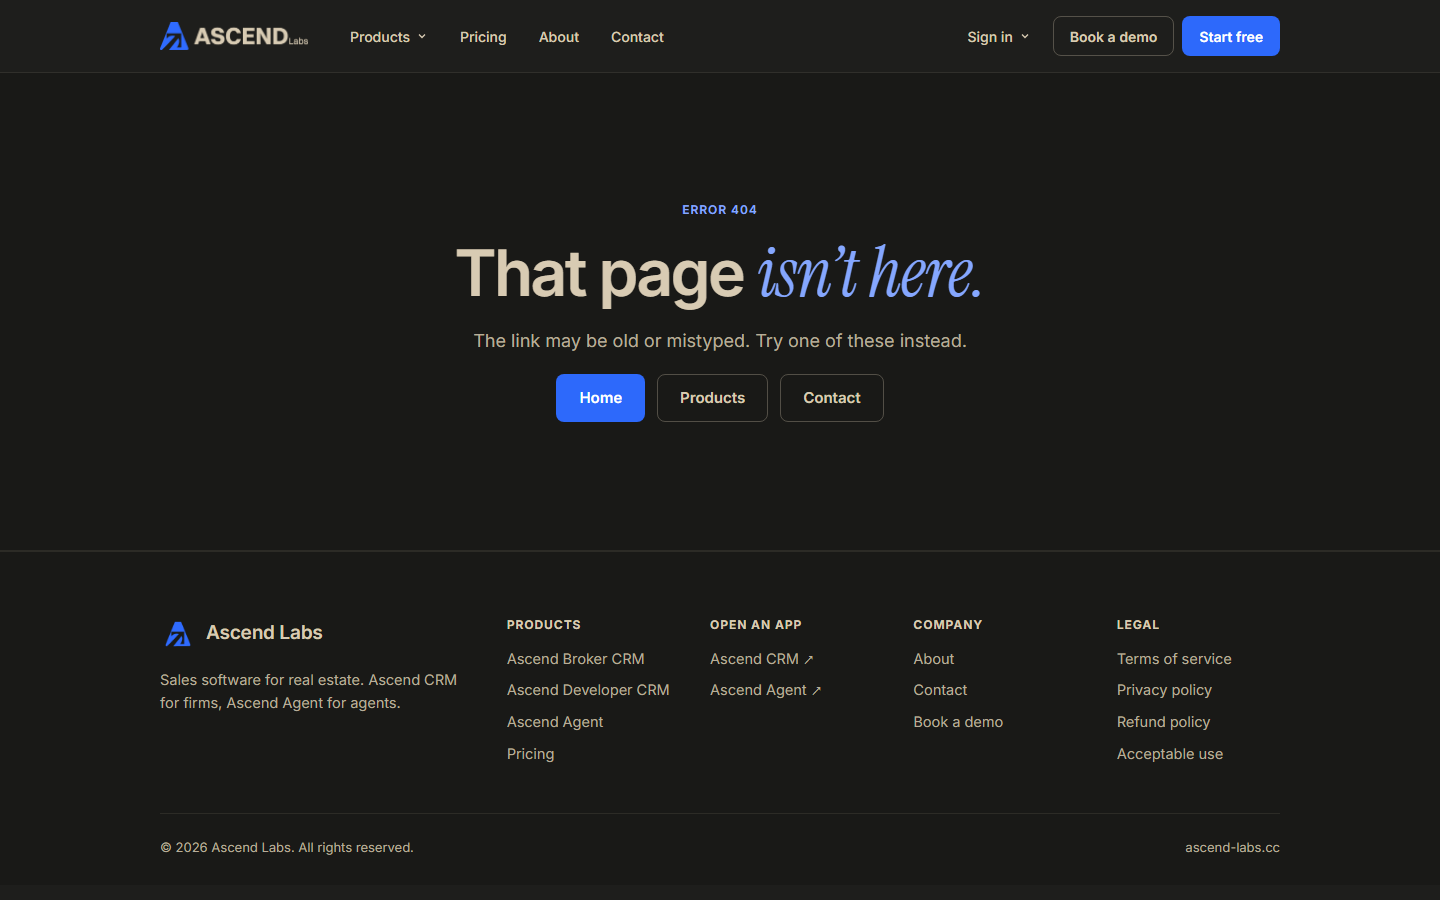 ASCEND Labs
Products
Pricing
About
Contact
Sign in
Book a demo
Start free
ERROR 404
That page isn’t here.
The link may be old or mistyped. Try one of these instead.
Home
Products
Contact
Ascend Labs
Sales software for real estate. Ascend CRM
for firms, Ascend Agent for agents.
PRODUCTS
Ascend Broker CRM
Ascend Developer CRM
Ascend Agent
Pricing
OPEN AN APP
Ascend CRM ↗
Ascend Agent ↗
COMPANY
About
Contact
Book a demo
LEGAL
Terms of service
Privacy policy
Refund policy
Acceptable use
© 2026 Ascend Labs. All rights reserved.
ascend-labs.cc